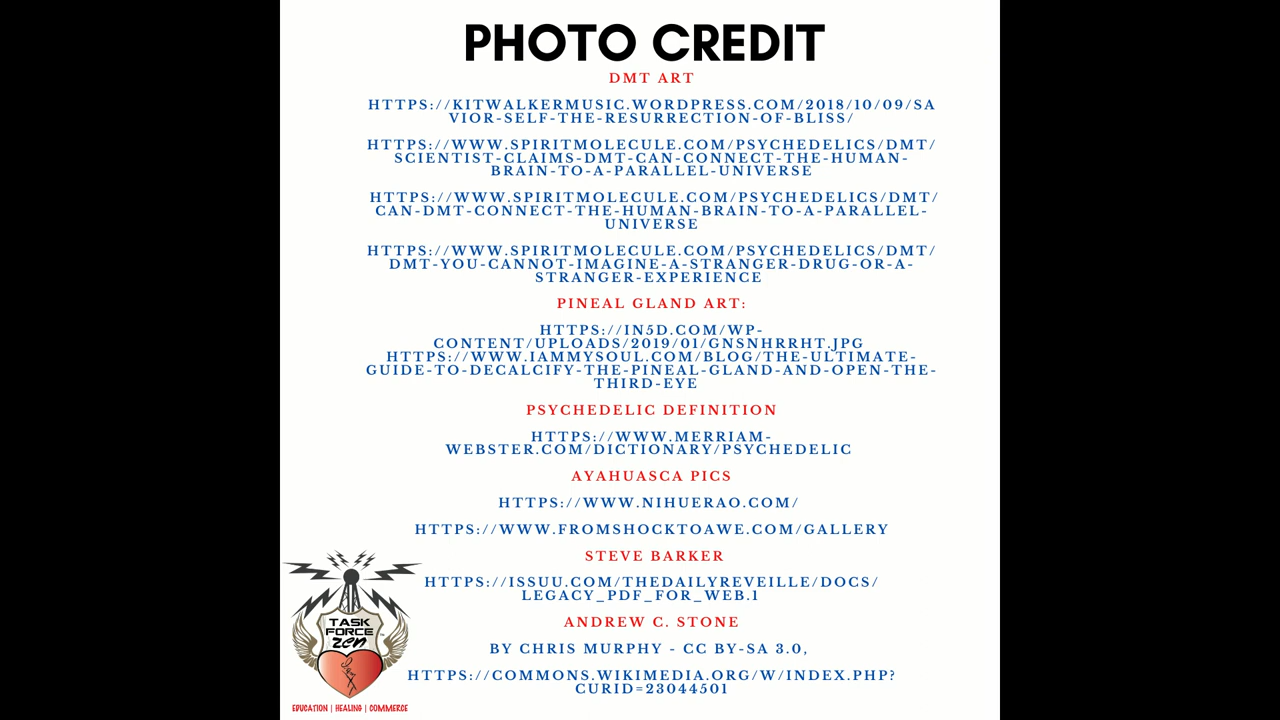 PHOTO CREDIT
DMT ART
HTTPS://KITWALKERMUSIC.WORDPRESS.COM/2018/10/09/SA
VIOR-SELF-THE-RESURRECTION-OF-BLISS/
HTTPS://WWW.SPIRITMOLECULE.COM/PSYCHEDELICS/DMT/
SCIENTIST-CLAIMS-DMT-CAN-CONNECT-THE-HUMAN-
BRAIN-TO-A-PARALLEL-UNIVERSE
HTTPS://WWW.SPIRITMOLECULE.COM/PSYCHEDELICS/DMT/
CAN-DMT-CONNECT-THE-HUMAN-BRAIN-TO-A-PARALLEL-
UNIVERSE
HTTPS://WWW.SPIRITMOLECULE.COM/PSYCHEDELICS/DMT/
DMT-YOU-CANNOT-IMAGINE-A-STRANGER-DRUG-OR-A-
STRANGER-EXPERIENCE
PINEAL GLAND ART:
HTTPS://IN5D.COM/WP-
CONTENT/UPLOADS/2019/01/GNSNHRRHT.JPG
HTTPS://WWW.IAMMYSOUL.COM/BLOG/THE-ULTIMATE-
GUIDE-TO-DECALCIFY-THE-PINEAL-GLAND-AND-OPEN-THE-
THIRD-EYE
PSYCHEDELIC DEFINITION
HTTPS://WWW.MERRIAM-
WEBSTER.COM/DICTIONARY/PSYCHEDELIC
AYAHUASCA PICS
HTTPS://WWW.NIHUERAO.COM/
HTTPS://WWW.FROMSHOCKTOAWE.COM/GALLERY
STEVE BARKER
HTTPS://ISSUU.COM/THEDAILYREVEILLE/DOCS/
LEGACY_PDF_FOR_WEB.1
ANDREW C. STONE
BY CHRIS MURPHY - CC BY-SA 3.0,
HTTPS://COMMONS.WIKIMEDIA.ORG/W/INDEX.PHP?
CURID=23044501
TASK
FORCE
Zen
EDUCATION | HEALING | COMMERCE